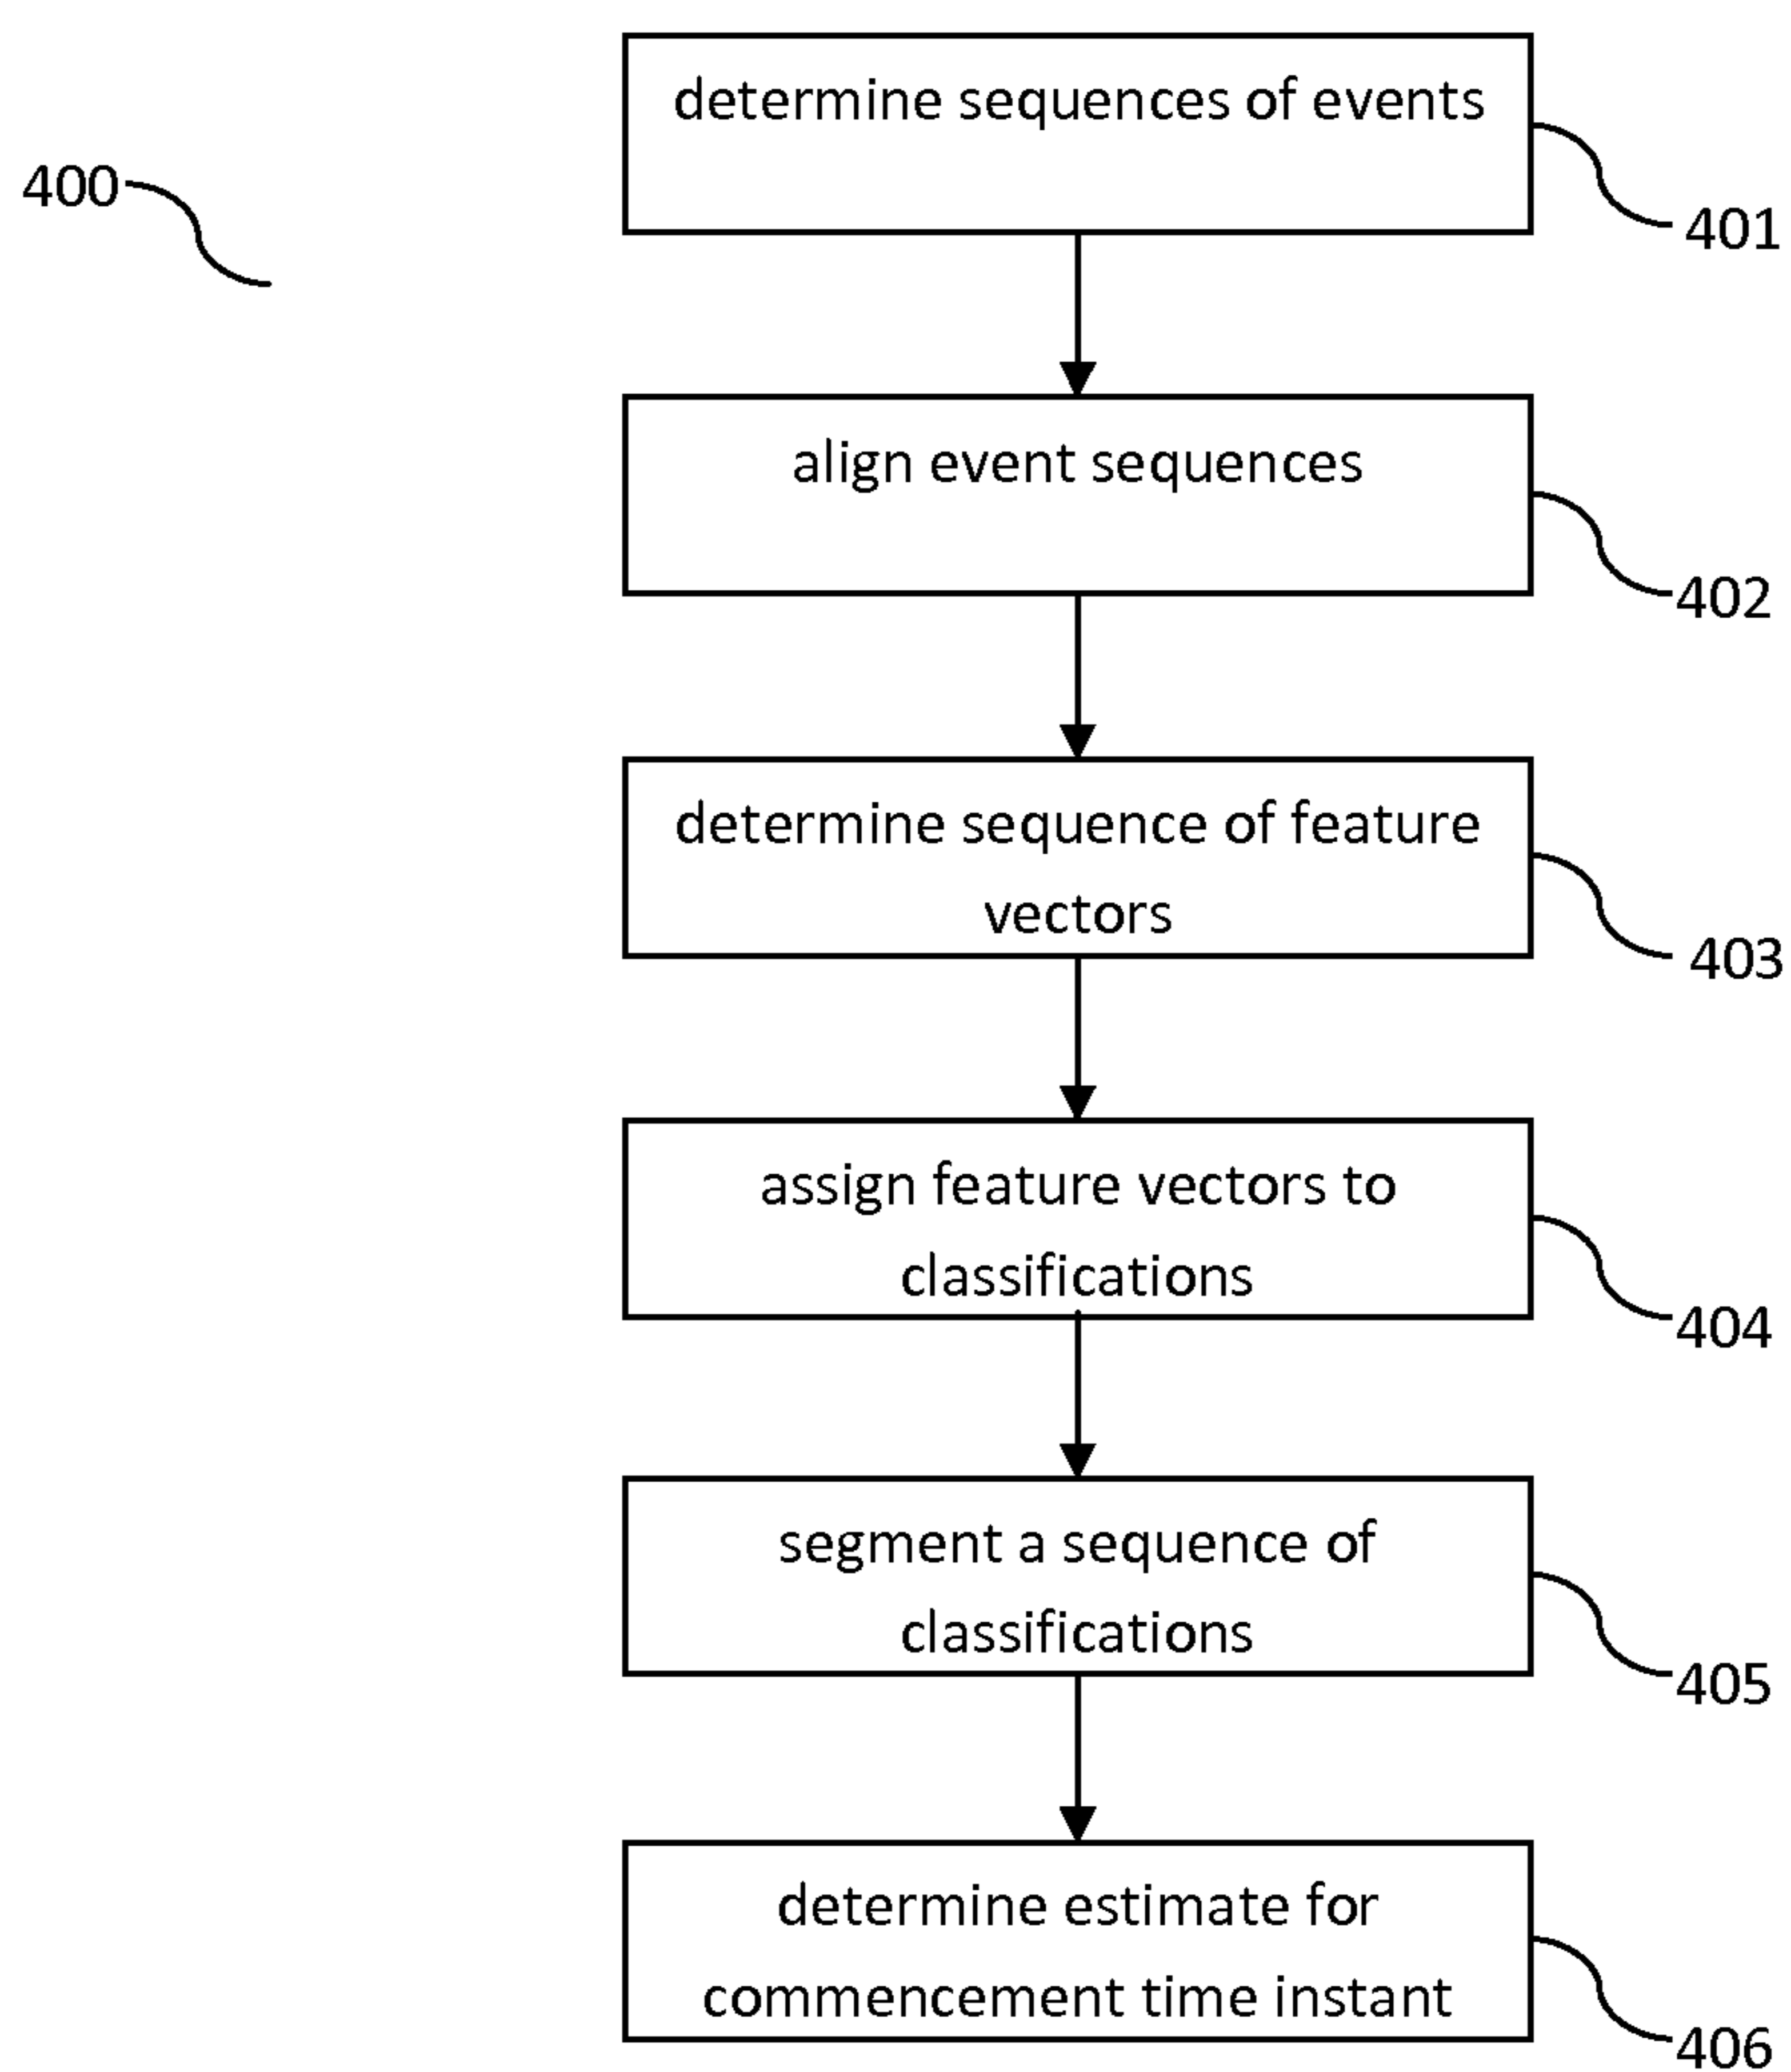 determine sequences of events
400
401
align event sequences
402
determine sequence of feature
vectors
403
assign feature vectors to
classifications
404
segment a sequence of
classifications
405
determine estimate for
commencement time instant
406